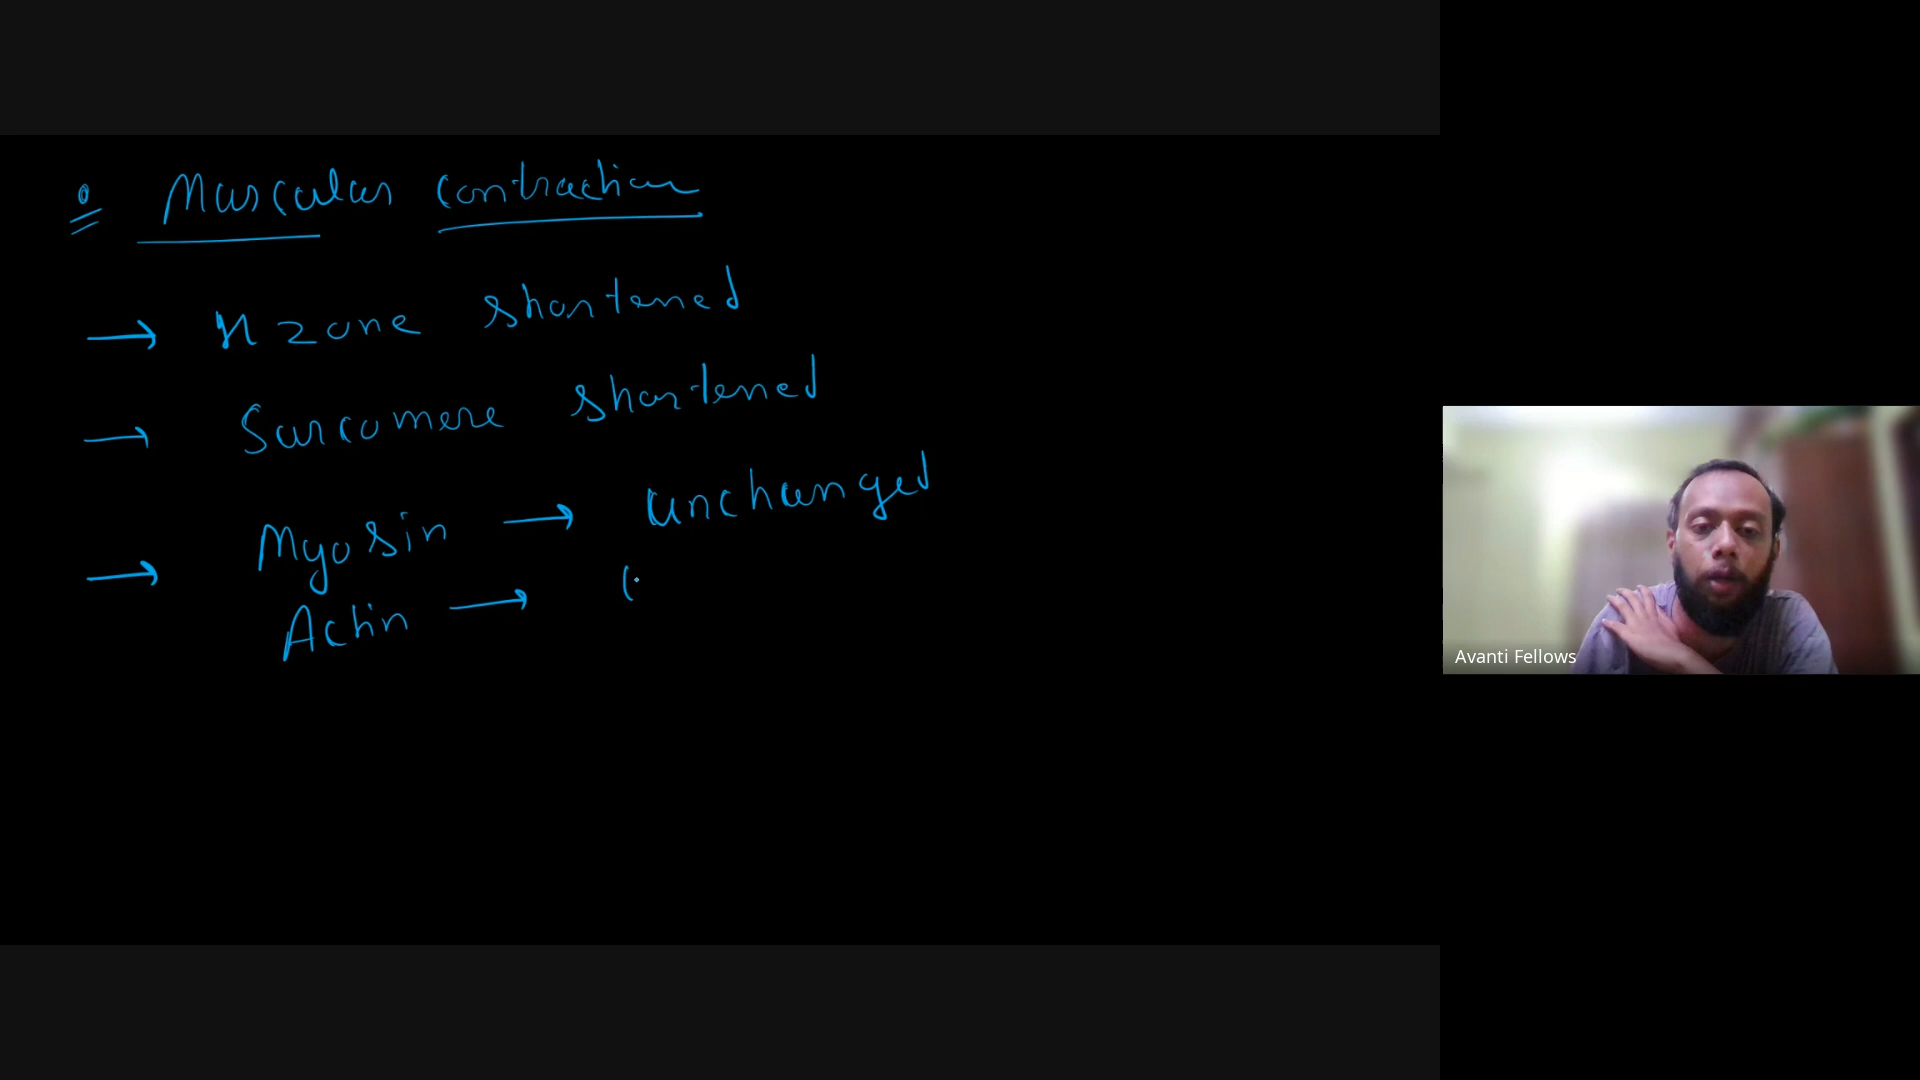 Muscular contraction
→ H zone shortened
→ Sarcomere shortened
→ Myosin → unchanged
Actin → (
Avanti Fellows